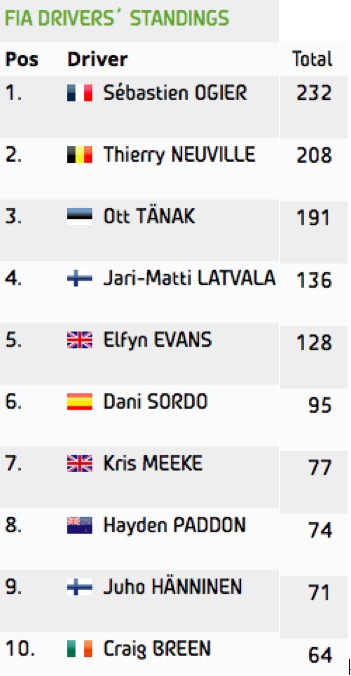 FIA DRIVERS´ STANDINGS
Pos Driver Total
1. Sébastien OGIER 232
2. Thierry NEUVILLE 208
3. Ott TÄNAK 191
4. Jari-Matti LATVALA 136
5. Elfyn EVANS 128
6. Dani SORDO 95
7. Kris MEEKE 77
8. Hayden PADDON 74
9. Juho HÄNNINEN 71
10. Craig BREEN 64